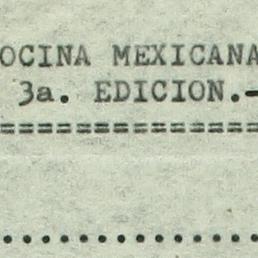 OCINA MEXICANA
3a. EDICION.-
===============
...............